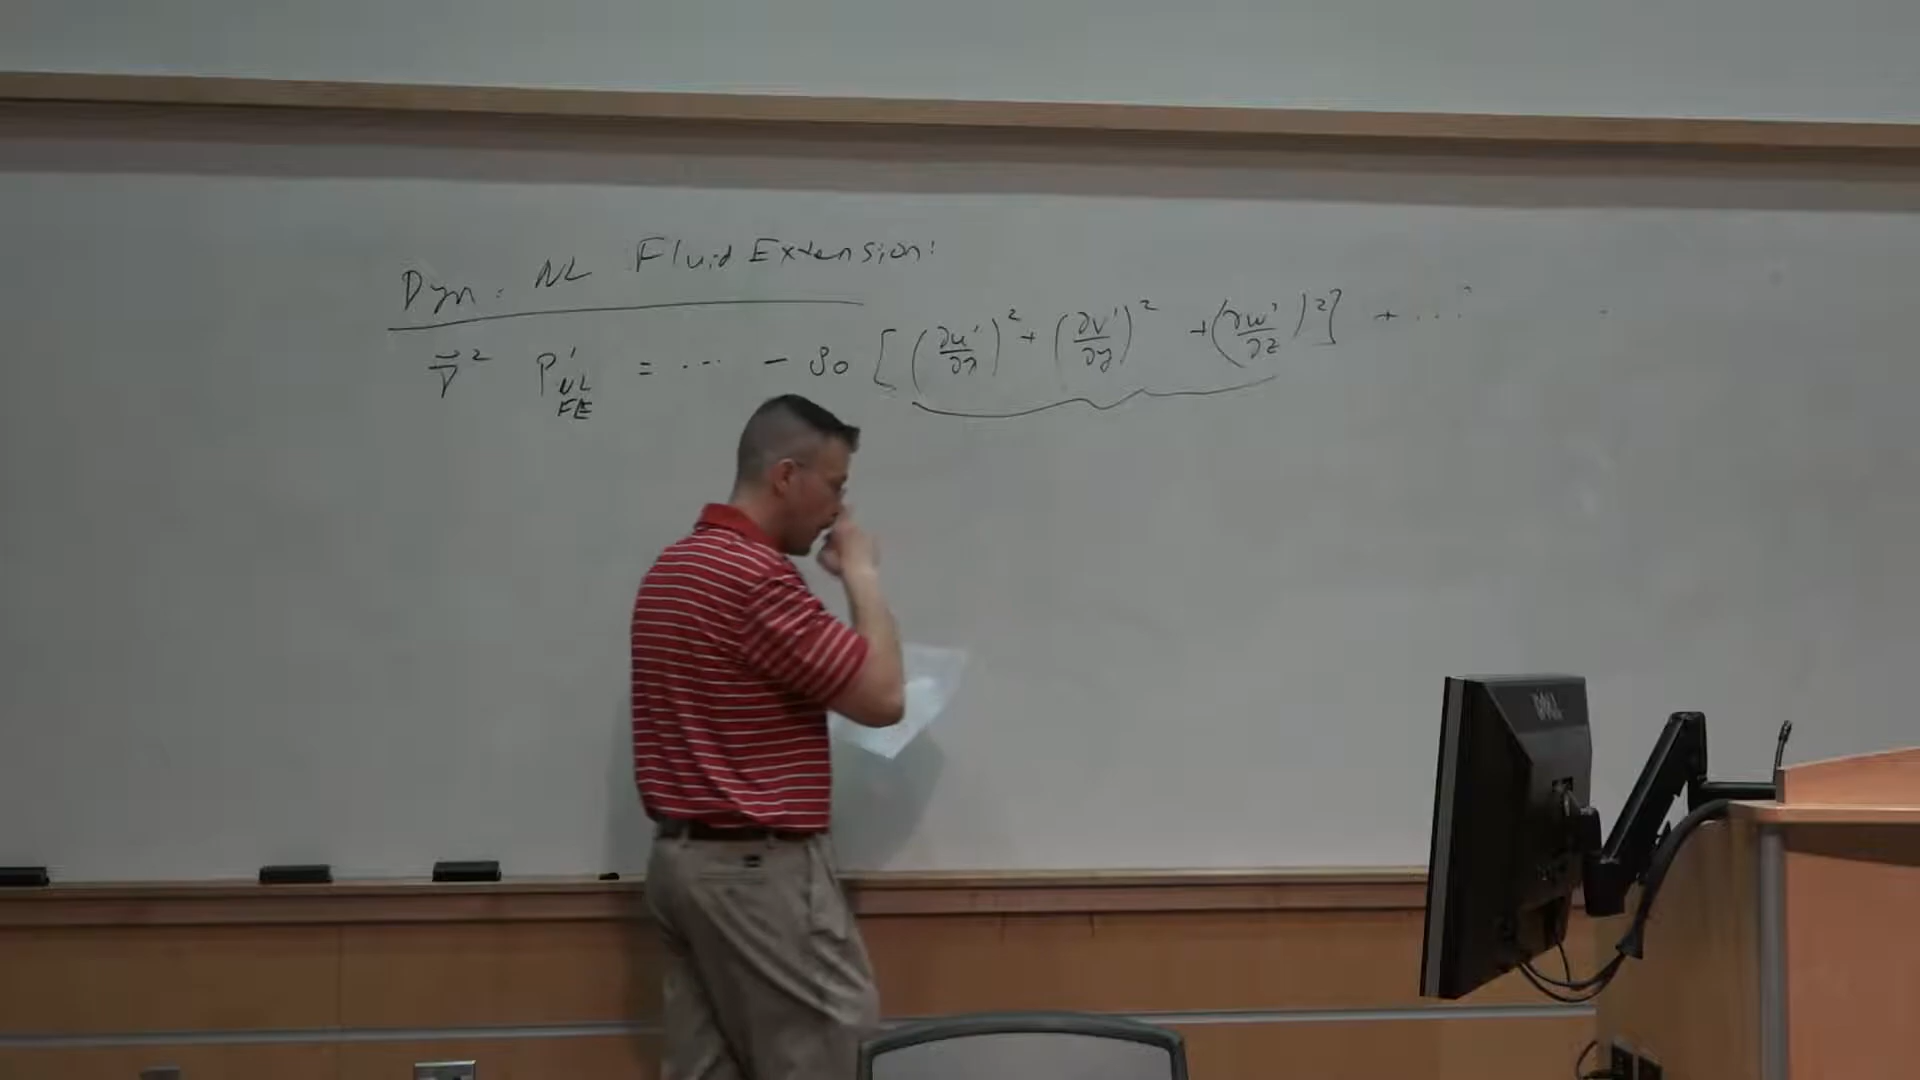 Dyn. NL Fluid Extension:
∇⃗² P'_{NL FE} = ... - ρ₀ [(∂u'/∂x)² + (∂v'/∂y)² + (∂w'/∂z)²] + ...
DELL